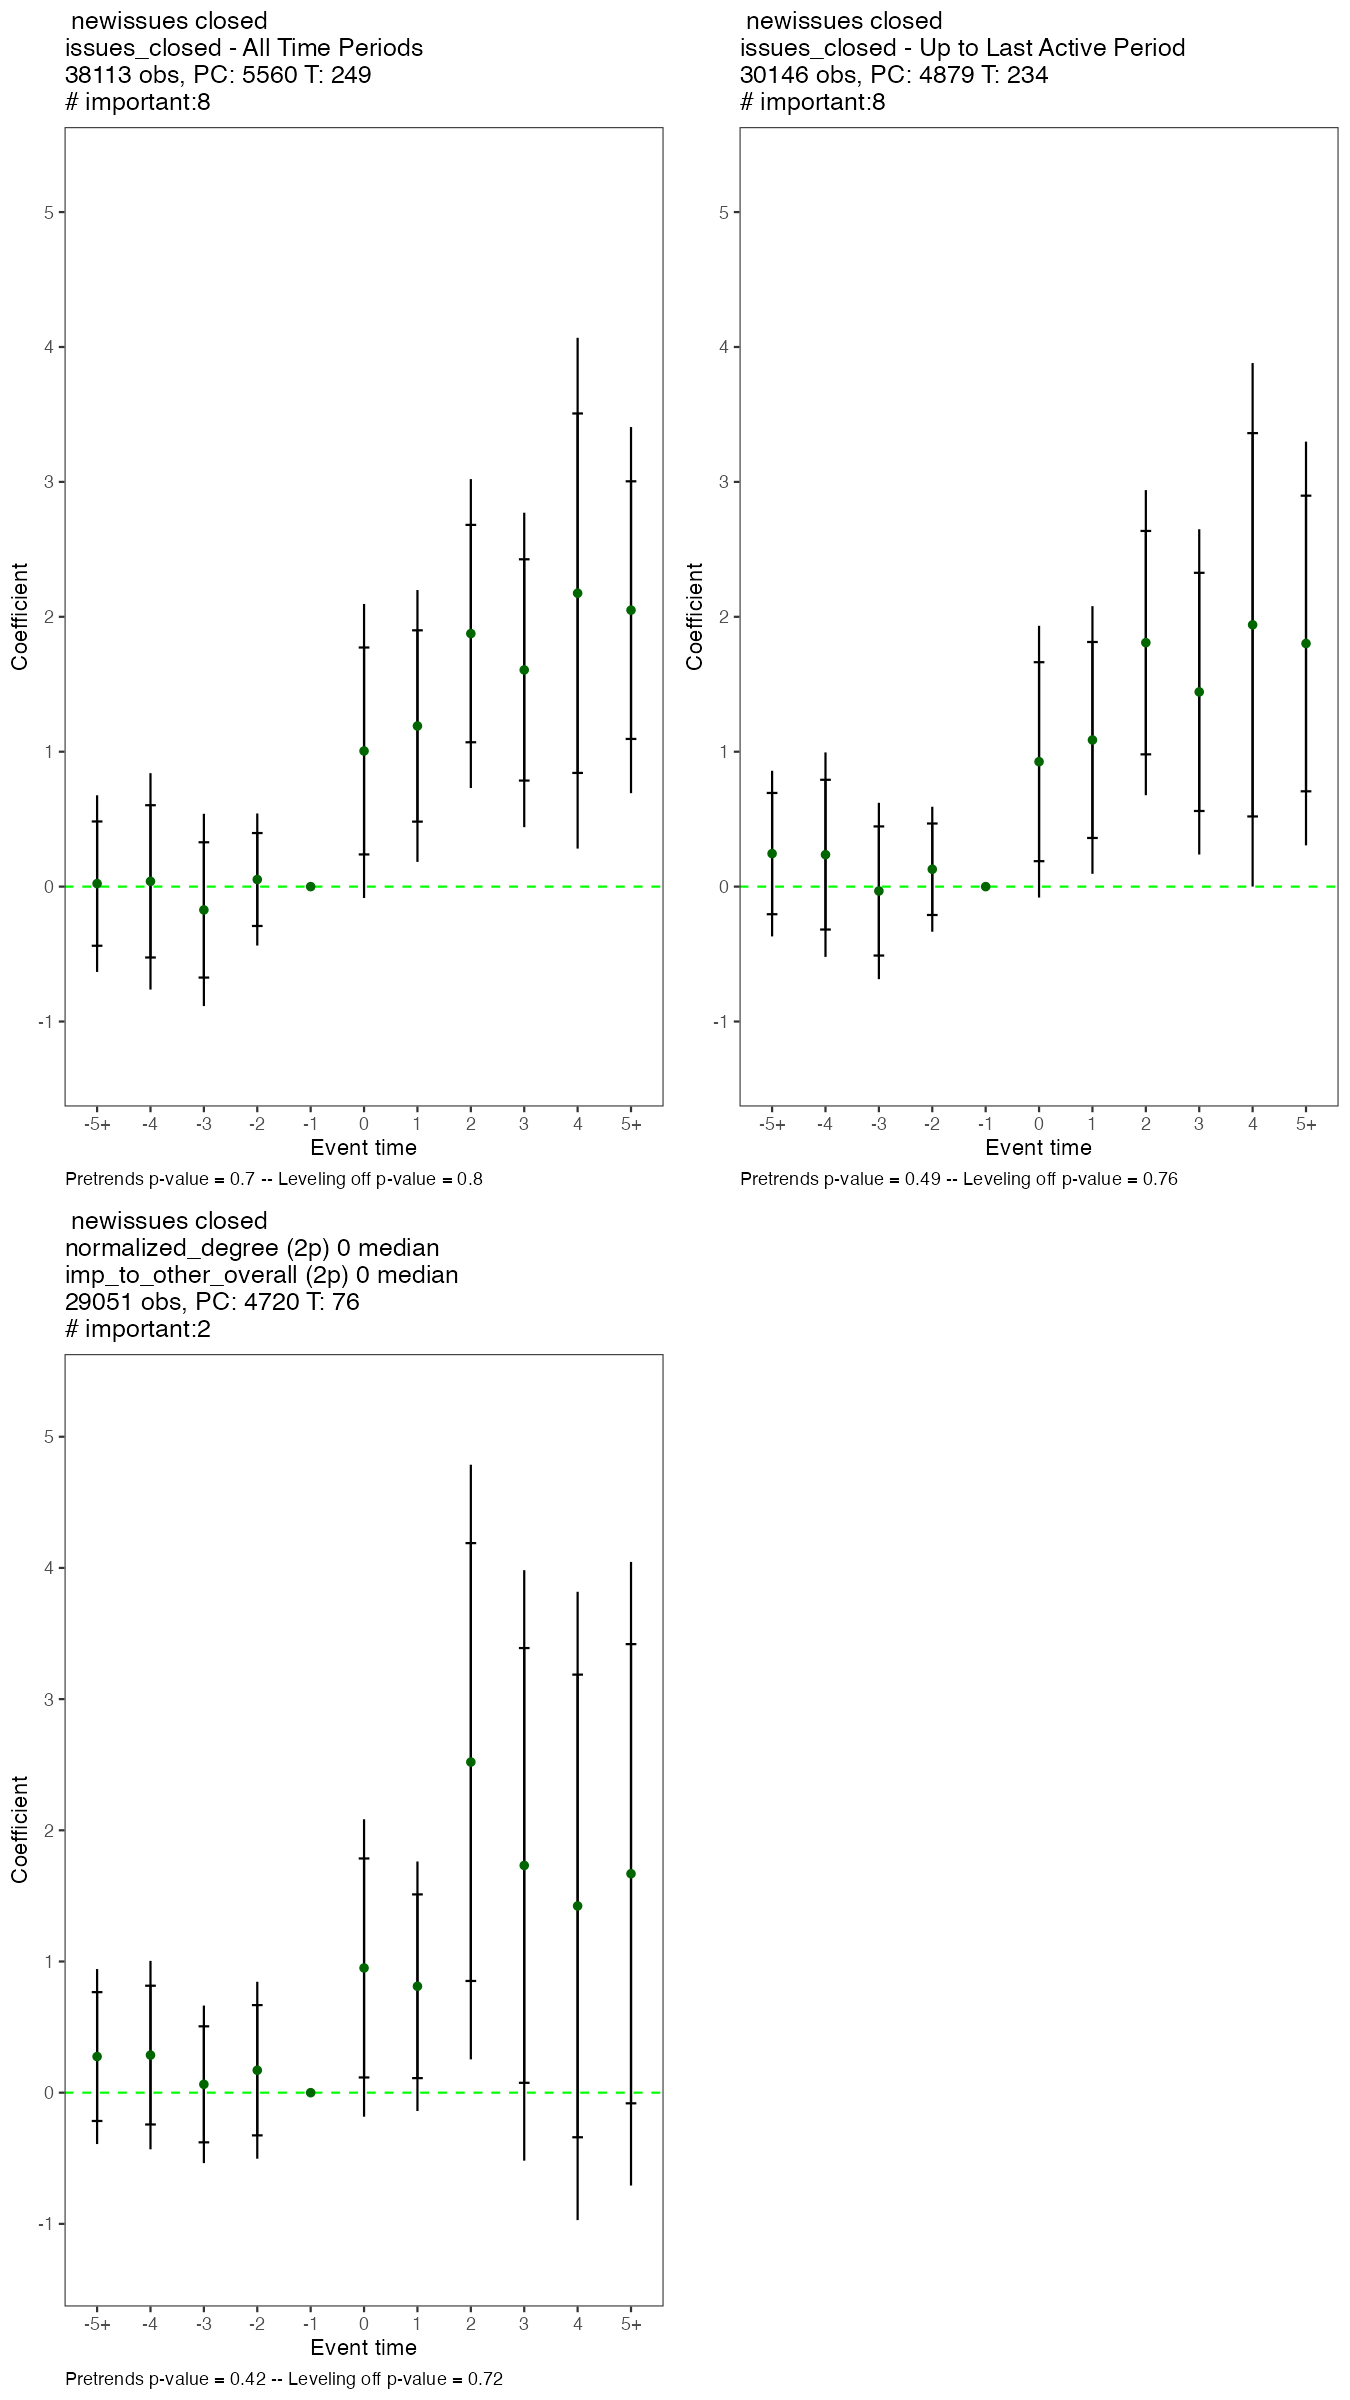 newissues closed
issues_closed - All Time Periods
38113 obs, PC: 5560 T: 249
# important:8
5
4
3
2
1
0
-1
Coefficient
-5+ -4 -3 -2 -1 0 1 2 3 4 5+
Event time
Pretrends p-value = 0.7 -- Leveling off p-value = 0.8
newissues closed
issues_closed - Up to Last Active Period
30146 obs, PC: 4879 T: 234
# important:8
5
4
3
2
1
0
-1
Coefficient
-5+ -4 -3 -2 -1 0 1 2 3 4 5+
Event time
Pretrends p-value = 0.49 -- Leveling off p-value = 0.76
newissues closed
normalized_degree (2p) 0 median
imp_to_other_overall (2p) 0 median
29051 obs, PC: 4720 T: 76
# important:2
5
4
3
2
1
0
-1
Coefficient
-5+ -4 -3 -2 -1 0 1 2 3 4 5+
Event time
Pretrends p-value = 0.42 -- Leveling off p-value = 0.72